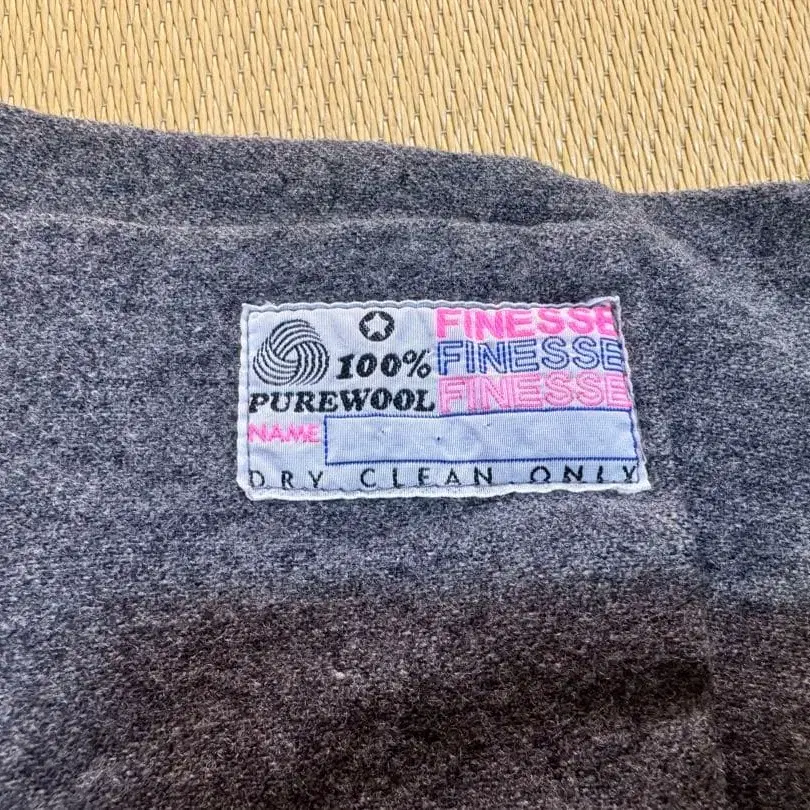 FINESSE
100% FINESSE
PUREWOOL FINESSE
NAME
DRY CLEAN ONLY